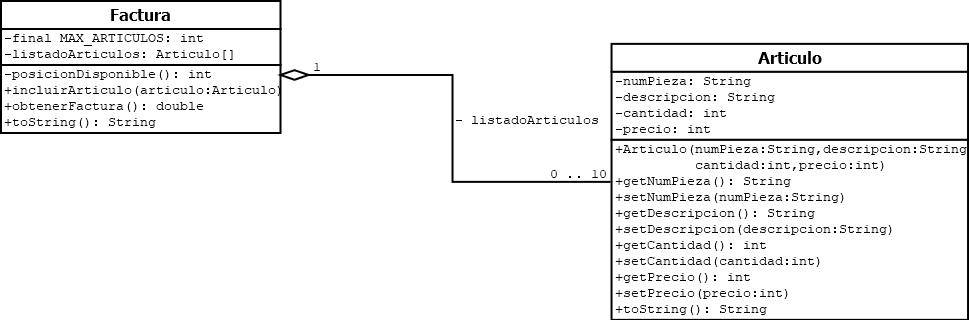 Factura
-final MAX_ARTICULOS: int
-listadoArticulos: Articulo[]
-posicionDisponible(): int
+incluirArticulo(articulo:Articulo)
+obtenerFactura(): double
+toString(): String
1
- listadoArticulos
0 .. 10
Articulo
-numPieza: String
-descripcion: String
-cantidad: int
-precio: int
+Articulo(numPieza:String,descripcion:String
cantidad:int,precio:int)
+getNumPieza(): String
+setNumPieza(numPieza:String)
+getDescripcion(): String
+setDescripcion(descripcion:String)
+getCantidad(): int
+setCantidad(cantidad:int)
+getPrecio(): int
+setPrecio(precio:int)
+toString(): String